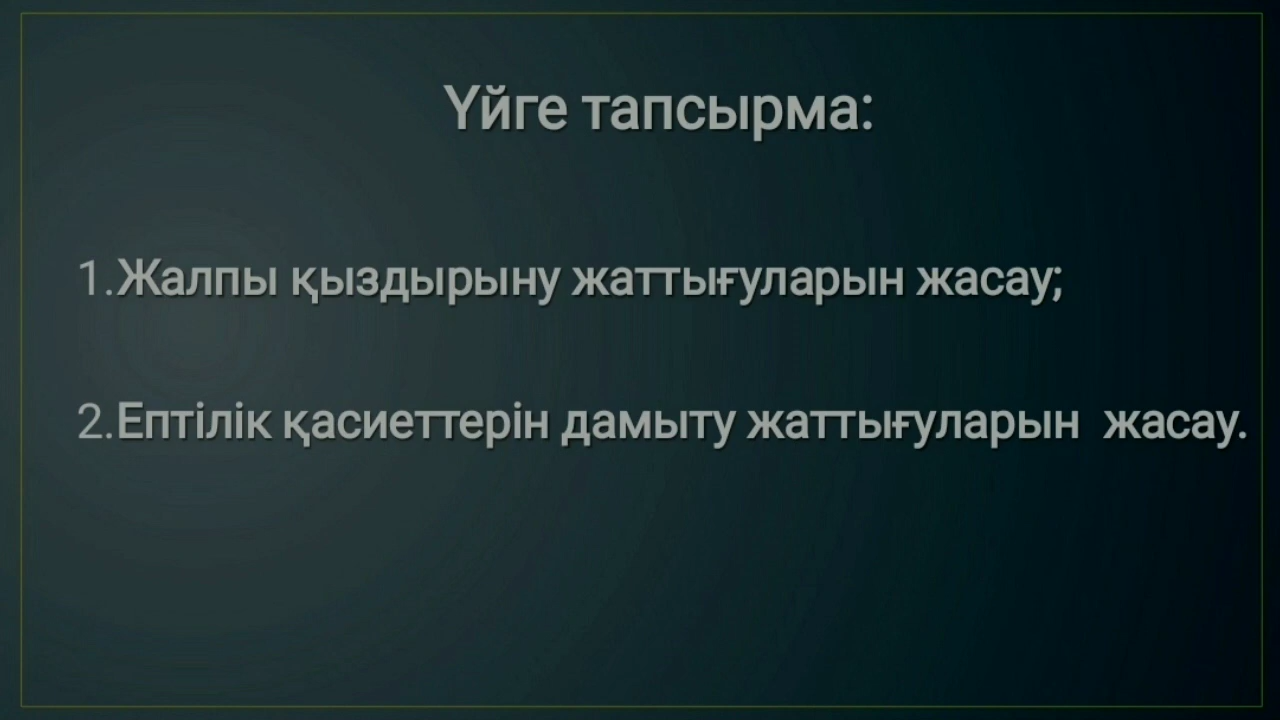 Үйге тапсырма:
1.Жалпы қыздырыну жаттығуларын жасау;
2.Ептілік қасиеттерін дамыту жаттығуларын жасау.